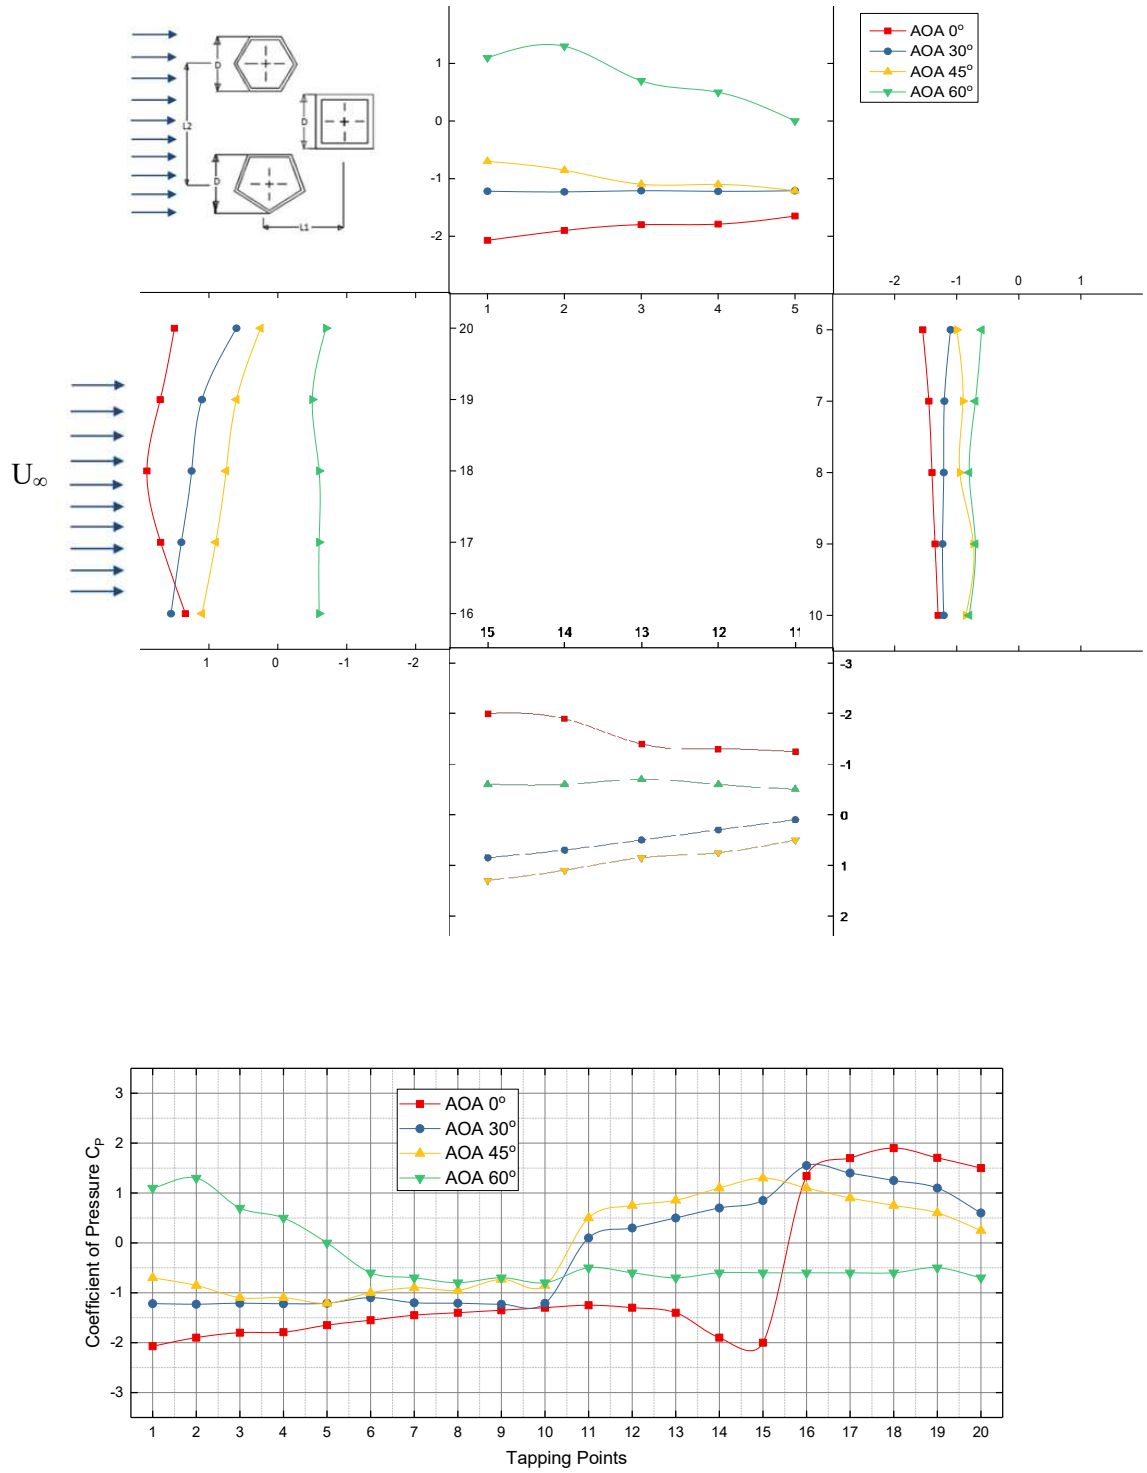 D
L2
D
D
L1
1
0
-1
-2
1 2 3 4 5
AOA 0°
AOA 30°
AOA 45°
AOA 60°
-2 -1 0 1
U∞
20
19
18
17
16
1 0 -1 -2
6
7
8
9
10
15 14 13 12 11
-3
-2
-1
0
1
2
3
2
1
0
-1
-2
-3
Coefficient of Pressure C_P
AOA 0°
AOA 30°
AOA 45°
AOA 60°
1 2 3 4 5 6 7 8 9 10 11 12 13 14 15 16 17 18 19 20
Tapping Points